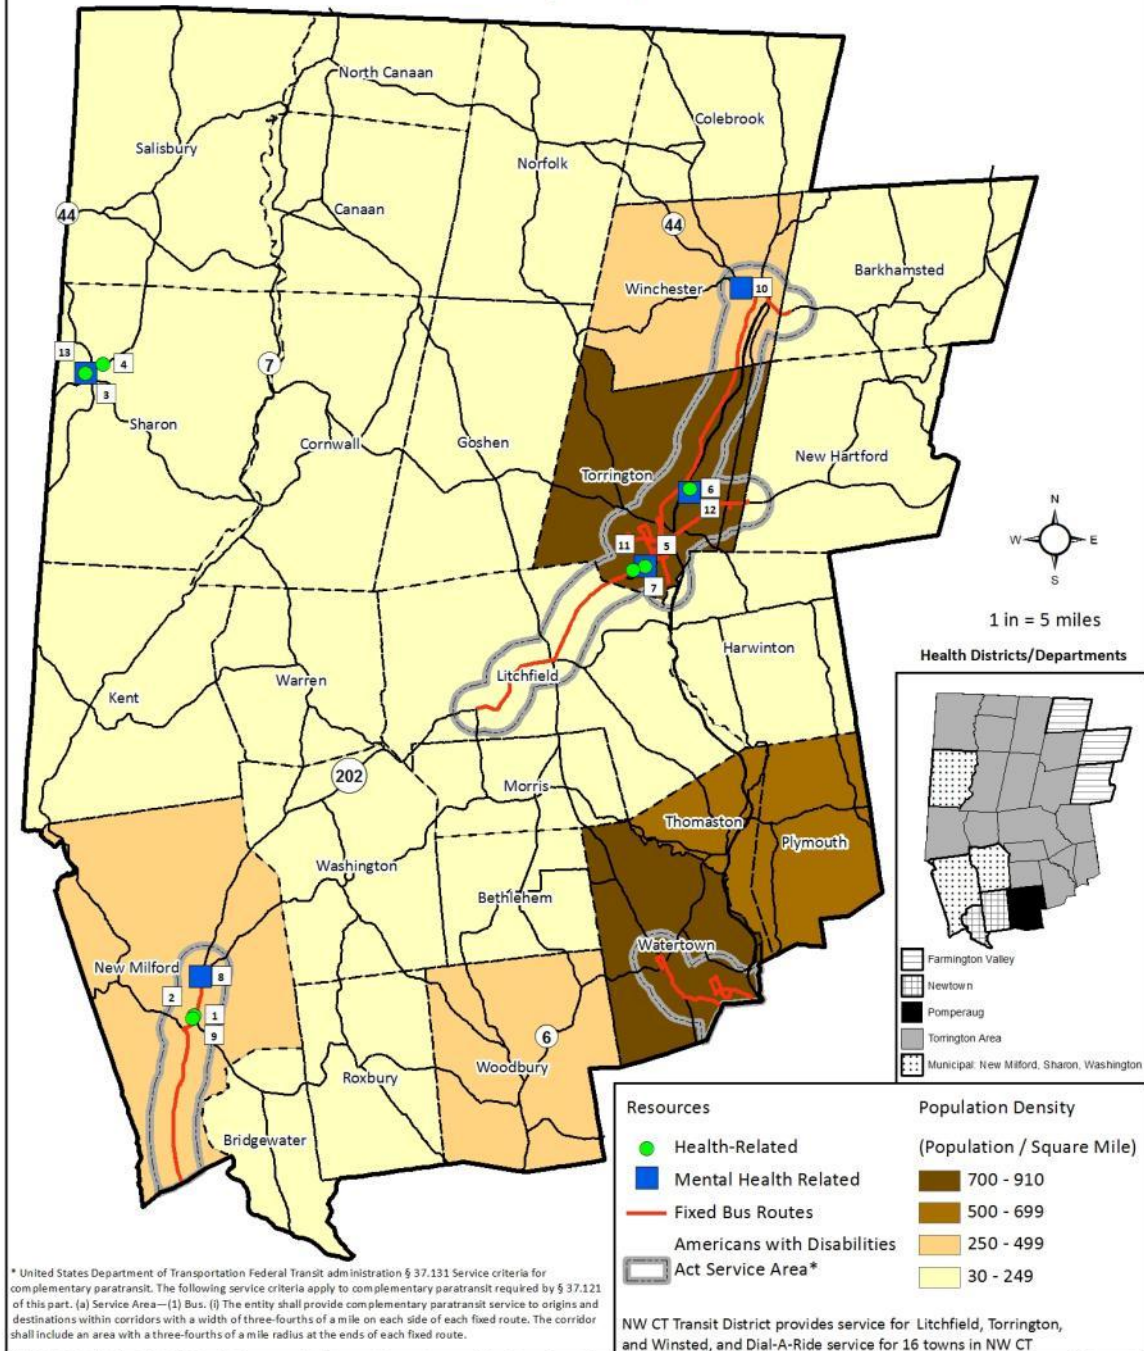 North Canaan
Colebrook
Salisbury
Norfolk
Canaan
44
44
Barkhamsted
Winchester
10
13
4
7
3
Sharon
Cornwall
Goshen
New Hartford
Torrington
6
12
11
5
7
N
W
E
S
1 in = 5 miles
Harwinton
Litchfield
Warren
Kent
202
Morris
Thomaston
Plymouth
Washington
Bethlehem
Watertown
New Milford
8
2
1
9
6
Woodbury
Roxbury
Bridgewater
Health Districts/Departments
Farmington Valley
Newtown
Pomperaug
Torrington Area
Municipal: New Milford, Sharon, Washington
Resources
Health-Related
Mental Health Related
Fixed Bus Routes
Americans with Disabilities
Act Service Area*
Population Density
(Population / Square Mile)
700 - 910
500 - 699
250 - 499
30 - 249
NW CT Transit District provides service for Litchfield, Torrington,
and Winsted, and Dial-A-Ride service for 16 towns in NW CT
* United States Department of Transportation Federal Transit administration § 37.131 Service criteria for
complementary paratransit. The following service criteria apply to complementary paratransit required by § 37.121
of this part. (a) Service Area—(1) Bus. (i) The entity shall provide complementary paratransit service to origins and
destinations within corridors with a width of three-fourths of a mile on each side of each fixed route. The corridor
shall include an area with a three-fourths of a mile radius at the ends of each fixed route.